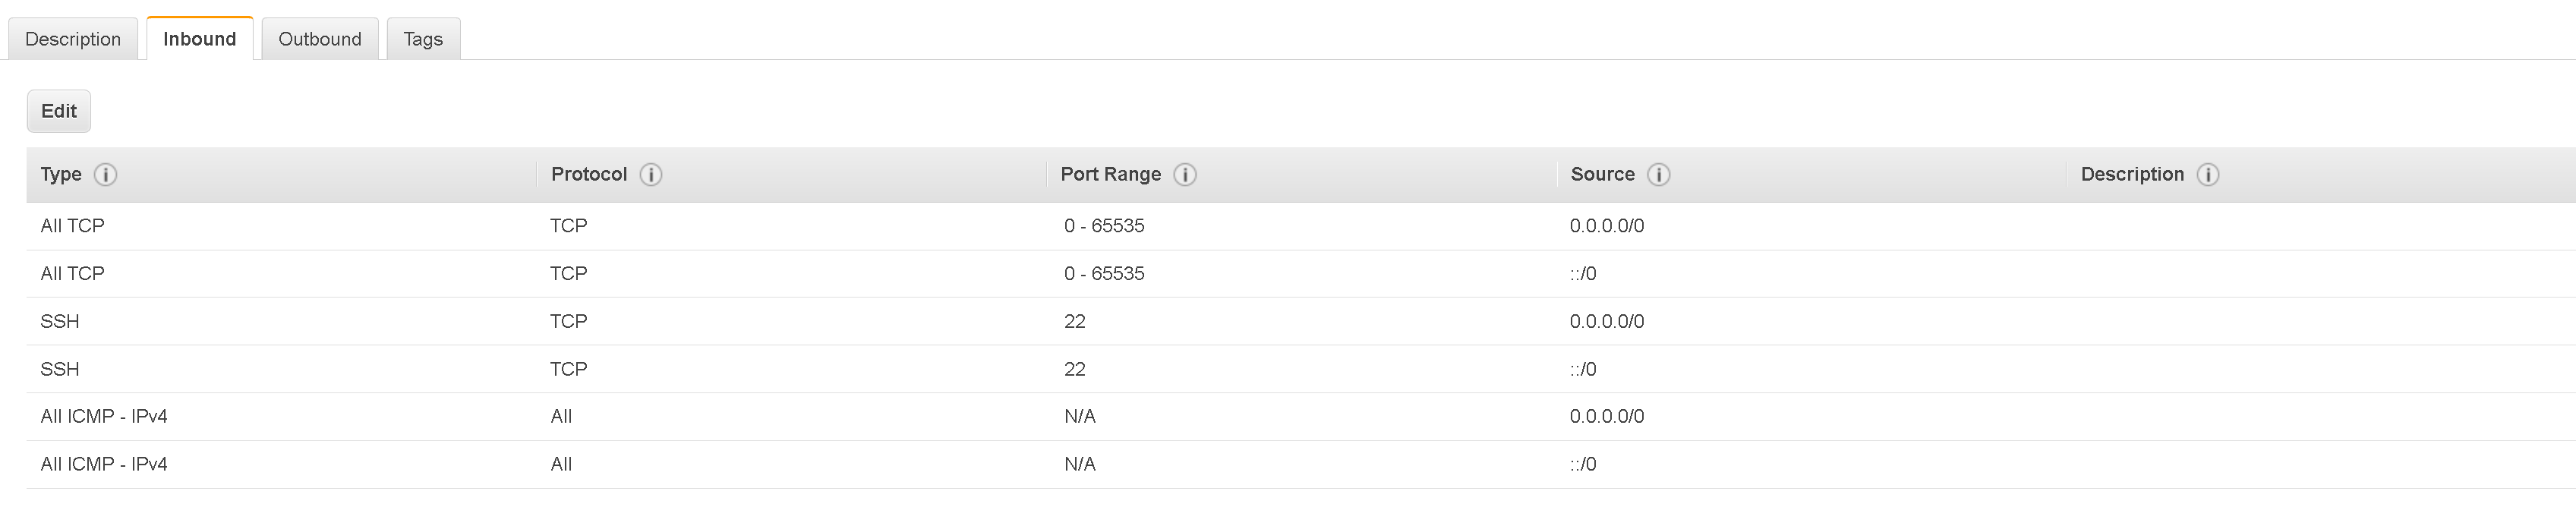 Description Inbound Outbound Tags
Edit
Type Protocol Port Range Source Description
All TCP TCP 0 - 65535 0.0.0.0/0
All TCP TCP 0 - 65535 ::/0
SSH TCP 22 0.0.0.0/0
SSH TCP 22 ::/0
All ICMP - IPv4 All N/A 0.0.0.0/0
All ICMP - IPv4 All N/A ::/0